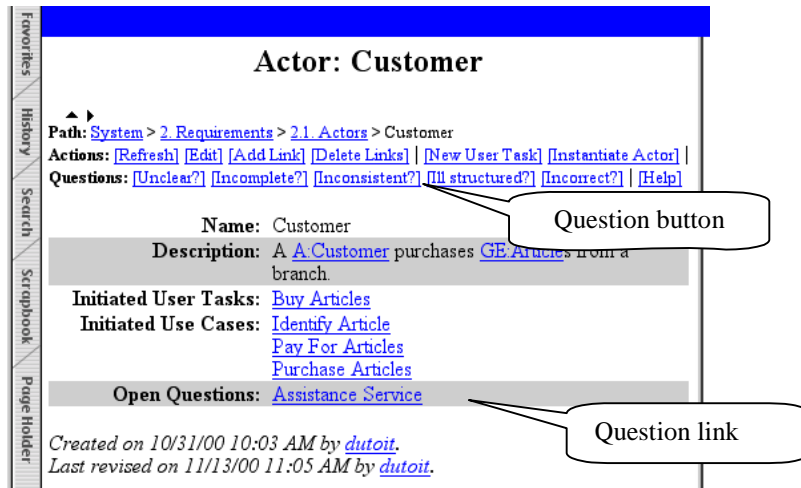 Favorites
History
Search
Scrapbook
Page Holder
Actor: Customer
Path: System > 2. Requirements > 2.1. Actors > Customer
Actions: [Refresh] [Edit] [Add Link] [Delete Links] | [New User Task] [Instantiate Actor] |
Questions: [Unclear?] [Incomplete?] [Inconsistent?] [Ill structured?] [Incorrect?] | [Help]
Question button
Name: Customer
Description: A A:Customer purchases GE:Articles from a
branch.
Initiated User Tasks: Buy Articles
Initiated Use Cases: Identify Article
Pay For Articles
Purchase Articles
Open Questions: Assistance Service
Question link
Created on 10/31/00 10:03 AM by dutoit.
Last revised on 11/13/00 11:05 AM by dutoit.